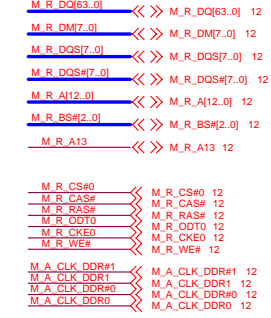 M_R_DQ[63..0] M_R_DQ[63..0] 12
M_R_DM[7..0] M_R_DM[7..0] 12
M_R_DQS[7..0] M_R_DQS[7..0] 12
M_R_DQS#[7..0] M_R_DQS#[7..0] 12
M_R_A[12..0] M_R_A[12..0] 12
M_R_BS#[2..0] M_R_BS#[2..0] 12
M_R_A13 M_R_A13 12
M_R_CS#0 M_R_CS#0 12
M_R_CAS# M_R_CAS# 12
M_R_RAS# M_R_RAS# 12
M_R_ODT0 M_R_ODT0 12
M_R_CKE0 M_R_CKE0 12
M_R_WE# M_R_WE# 12
M_A_CLK_DDR#1 M_A_CLK_DDR#1 12
M_A_CLK_DDR1 M_A_CLK_DDR1 12
M_A_CLK_DDR#0 M_A_CLK_DDR#0 12
M_A_CLK_DDR0 M_A_CLK_DDR0 12